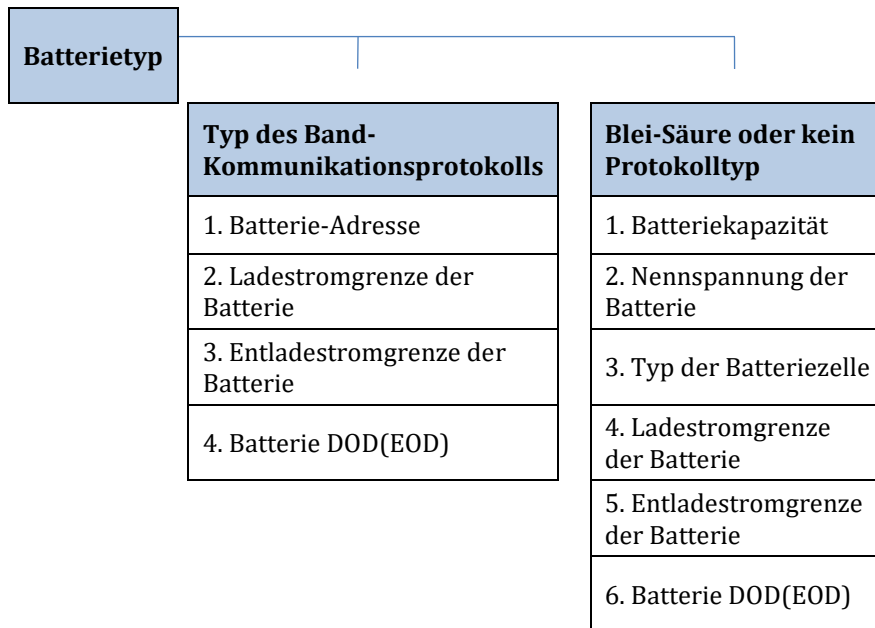 Batterietyp
Typ des Band-
Kommunikationsprotokolls
1. Batterie-Adresse
2. Ladestromgrenze der
Batterie
3. Entladestromgrenze der
Batterie
4. Batterie DOD(EOD)
Blei-Säure oder kein
Protokolltyp
1. Batteriekapazität
2. Nennspannung der
Batterie
3. Typ der Batteriezelle
4. Ladestromgrenze
der Batterie
5. Entladestromgrenze
der Batterie
6. Batterie DOD(EOD)